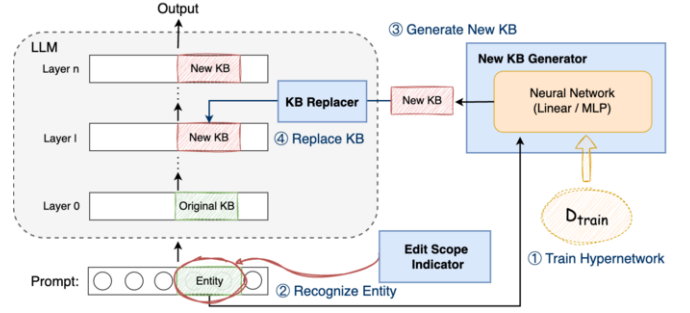 Output
③ Generate New KB
LLM
New KB Generator
Layer n
New KB
Neural Network
(Linear / MLP)
KB Replacer
New KB
Layer l
New KB
④ Replace KB
Layer 0
Original KB
Dtrain
Edit Scope
Indicator
① Train Hypernetwork
Prompt:
Entity
② Recognize Entity